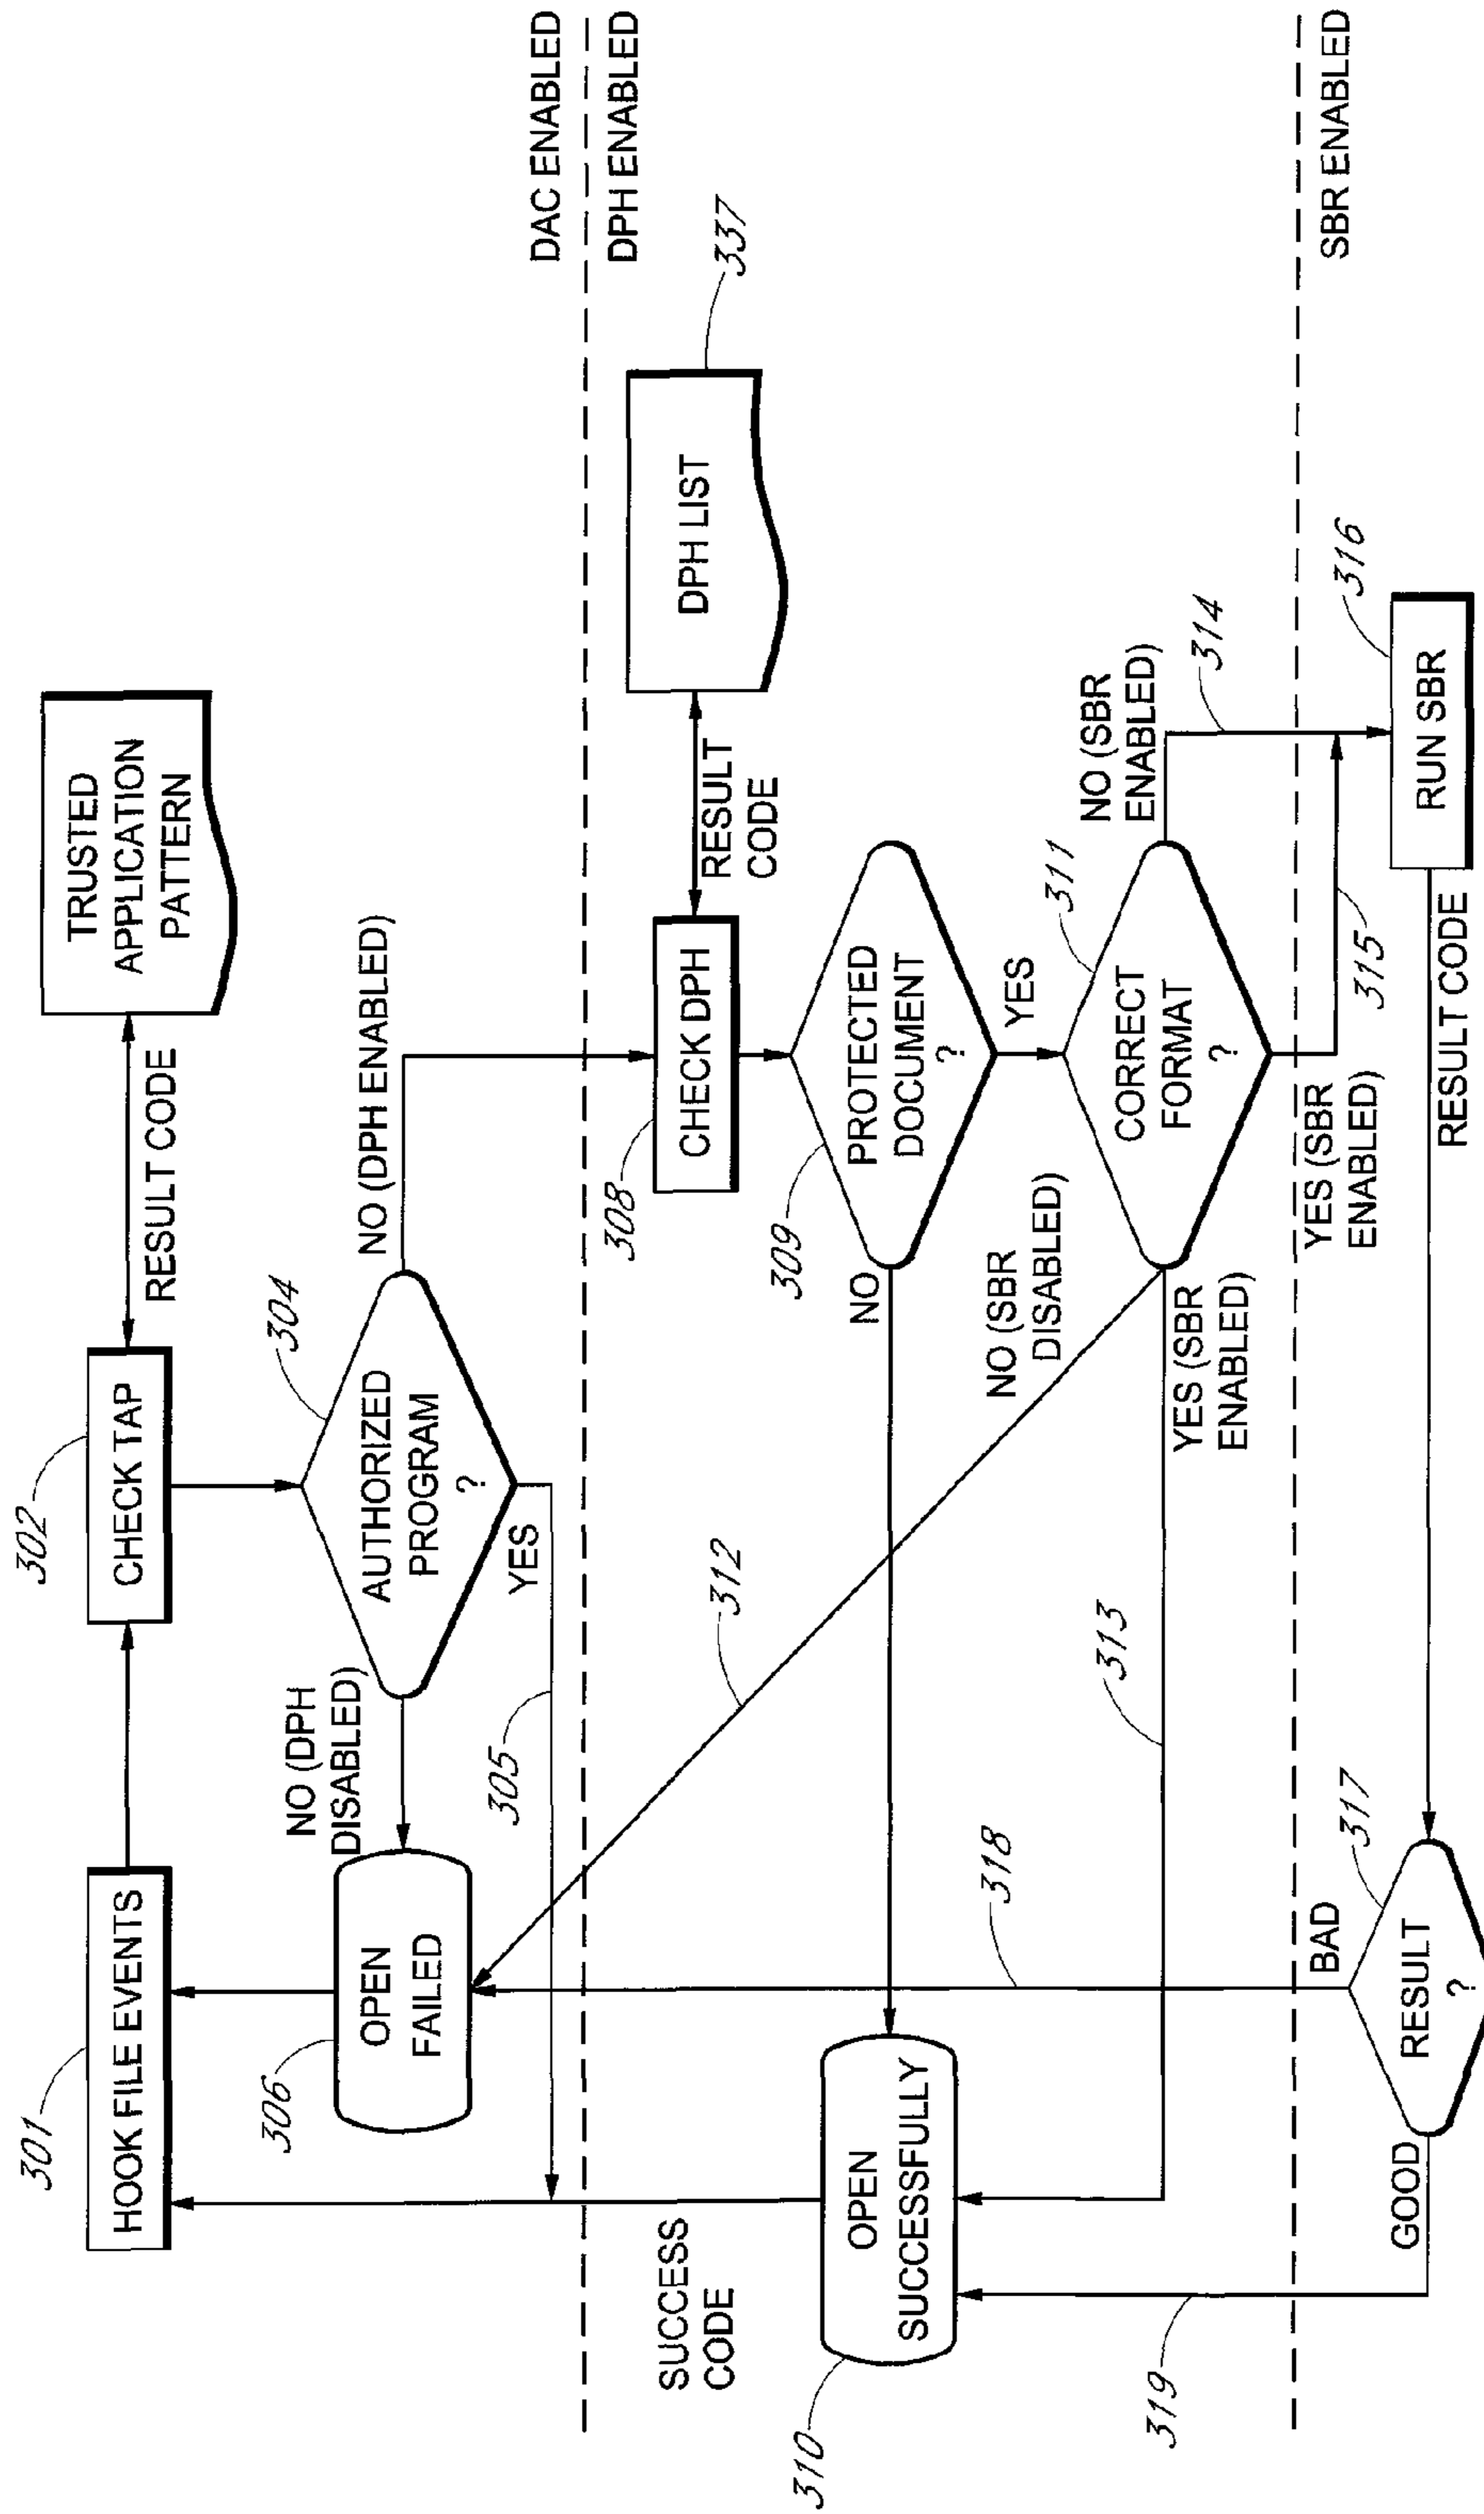 301
HOOK FILE EVENTS
302
CHECK TAP
RESULT CODE
TRUSTED
APPLICATION
PATTERN
304
AUTHORIZED
PROGRAM
?
NO (DPH
DISABLED)
NO (DPH ENABLED)
YES
305
306
OPEN
FAILED
DAC ENABLED
DPH ENABLED
SUCCESS
CODE
308
CHECK DPH
RESULT
CODE
DPH LIST
337
309
PROTECTED
DOCUMENT
?
NO
YES
310
OPEN
SUCCESSFULLY
311
CORRECT
FORMAT
?
NO (SBR
DISABLED)
312
YES (SBR
ENABLED)
313
NO (SBR
ENABLED)
314
YES (SBR
ENABLED)
315
318
319
SBR ENABLED
316
RUN SBR
RESULT CODE
317
RESULT
?
BAD
GOOD